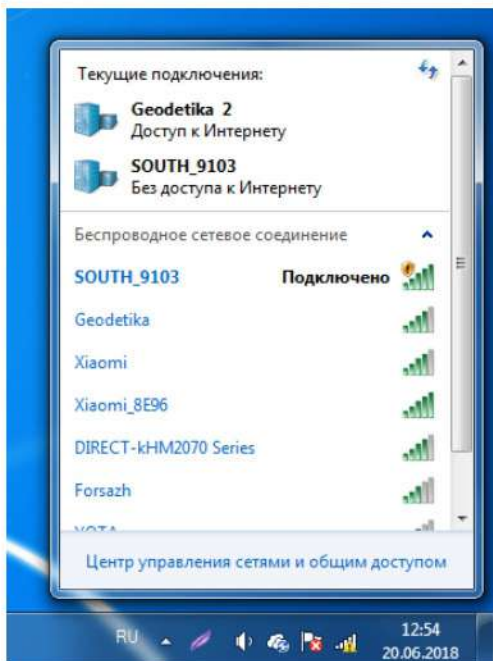 Текущие подключения:
Geodetika 2
Доступ к Интернету
SOUTH_9103
Без доступа к Интернету
Беспроводное сетевое соединение
SOUTH_9103 Подключено
Geodetika
Xiaomi
Xiaomi_8E96
DIRECT-kHM2070 Series
Forsazh
YOTA
Центр управления сетями и общим доступом
RU
12:54
20.06.2018